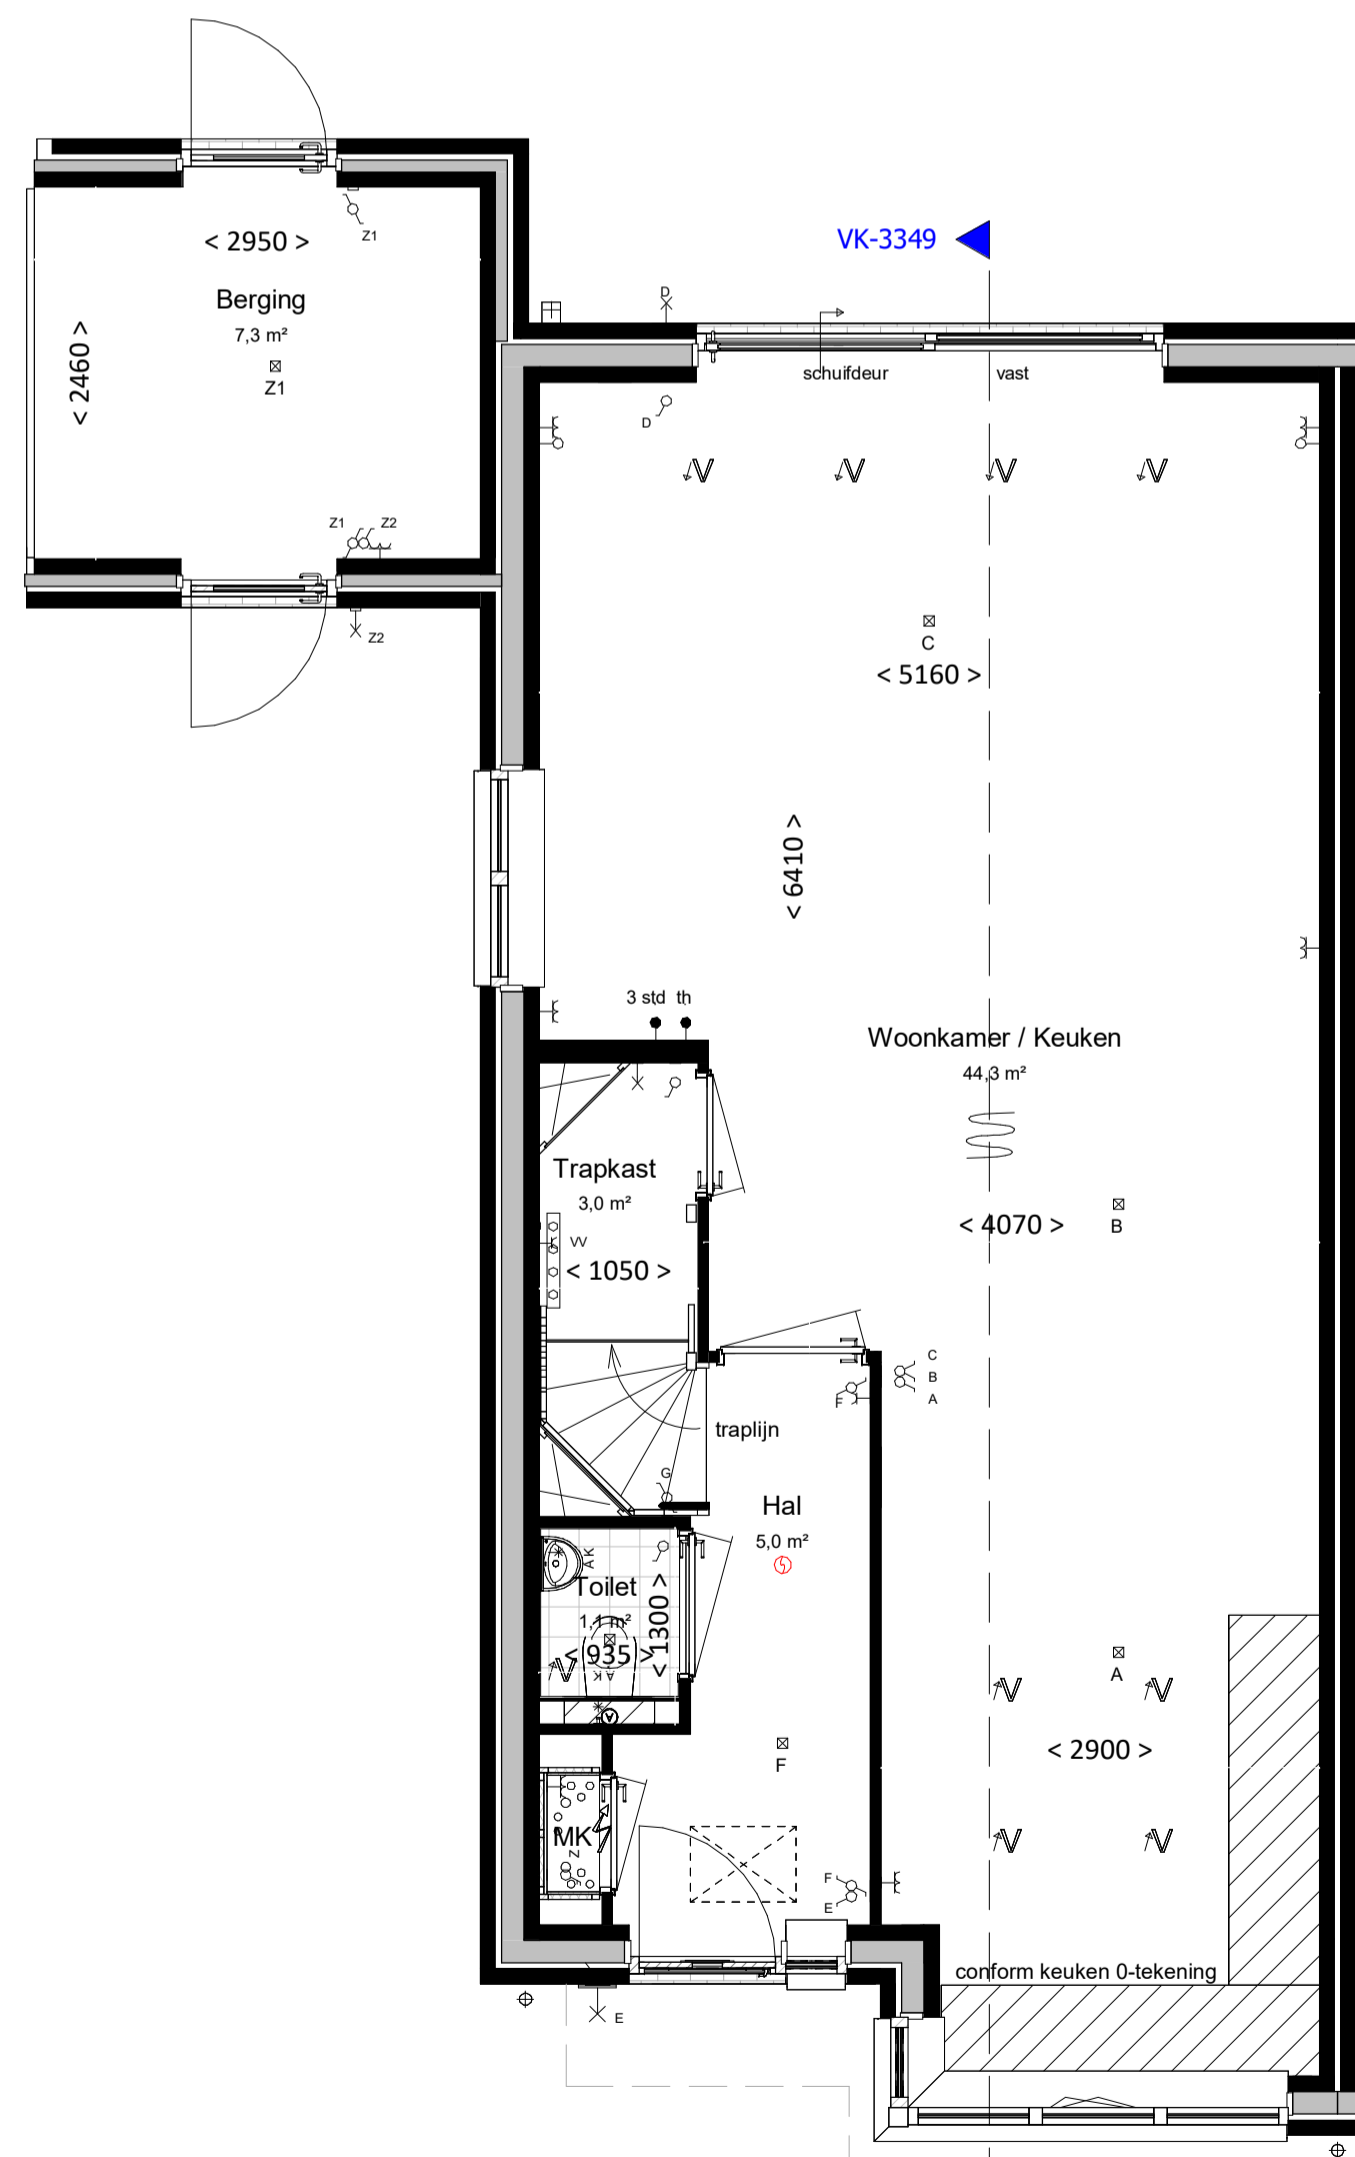 Z1
< 2950 >
VK-3349
Berging
7,3 m²
D
< 2460 >
Z1
schuifdeur
vast
D
V
V
V
V
Z1
Z2
Z2
C
< 5160 >
< 6410 >
3 std
th
Woonkamer / Keuken
44,3 m²
Trapkast
3,0 m²
B
< 4070 >
VV
< 1050 >
C
B
F
A
traplijn
G
Hal
5,0 m²
AK
Toilet
1,1 m²
< 1300 >
A
< 935 >
V
AK
V
V
A
F
< 2900 >
MK
Z
V
V
F
E
conform keuken 0-tekening
E